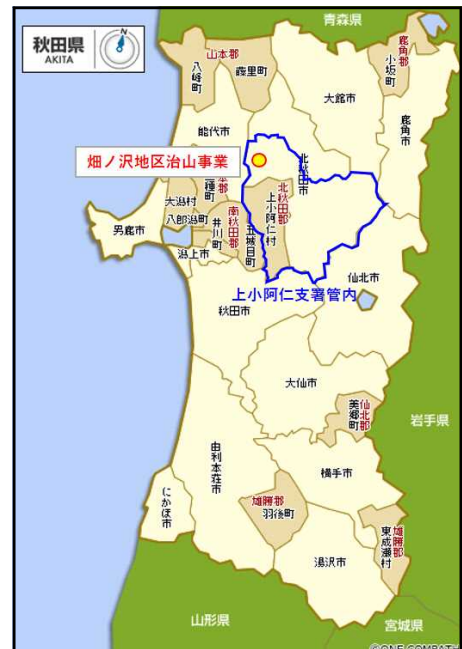 青森県
秋田県
AKITA
山本郡
八峰町
藤里町
鹿角郡
小坂町
大館市
鹿角市
能代市
畑ノ沢地区治山事業
北秋田市
三種町
大潟村
八郎潟町
北秋田郡
上小阿仁村
南秋田郡
井川町
五城目町
男鹿市
潟上市
上小阿仁支署管内
仙北市
秋田市
大仙市
仙北郡
美郷町
岩手県
由利本荘市
横手市
にかほ市
雄勝郡
羽後町
雄勝郡
東成瀬村
湯沢市
山形県
宮城県